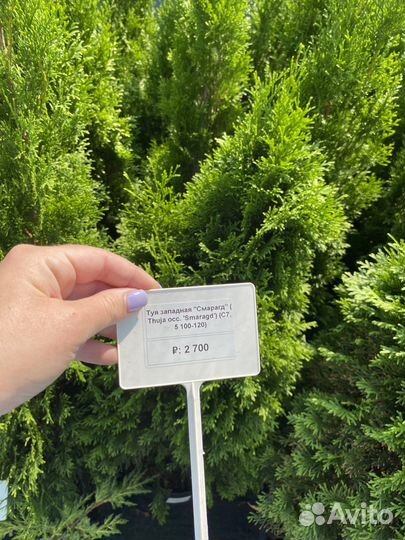 Туя западная "Смарагд" (
Thuja occ. 'Smaragd') (C7,
5 100-120)
₽: 2 700
Avito